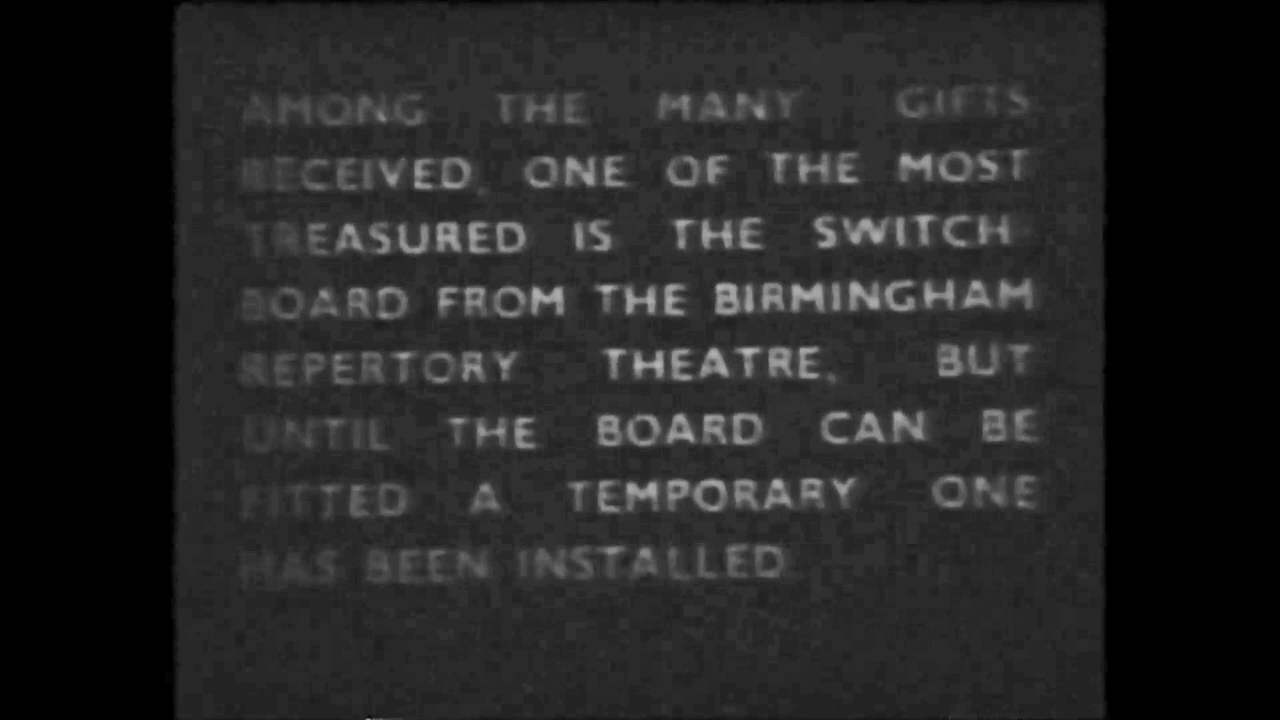 AMONG THE MANY GIFTS
RECEIVED, ONE OF THE MOST
TREASURED IS THE SWITCH
BOARD FROM THE BIRMINGHAM
REPERTORY THEATRE, BUT
UNTIL THE BOARD CAN BE
FITTED A TEMPORARY ONE
HAS BEEN INSTALLED